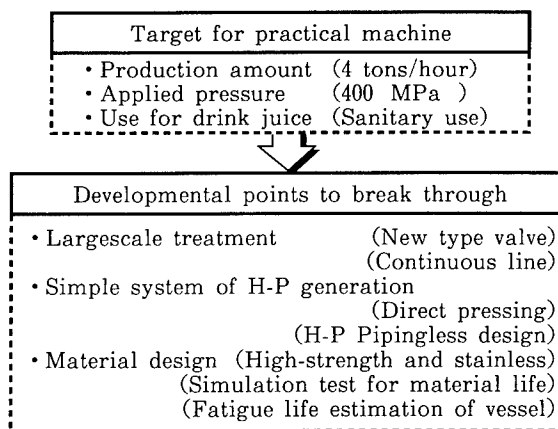 Target for practical machine
・Production amount (4 tons/hour)
・Applied pressure (400 MPa )
・Use for drink juice (Sanitary use)
Developmental points to break through
・Largescale treatment (New type valve)
(Continuous line)
・Simple system of H-P generation
(Direct pressing)
(H-P Pipingless design)
・Material design (High-strength and stainless)
(Simulation test for material life)
(Fatigue life estimation of vessel)